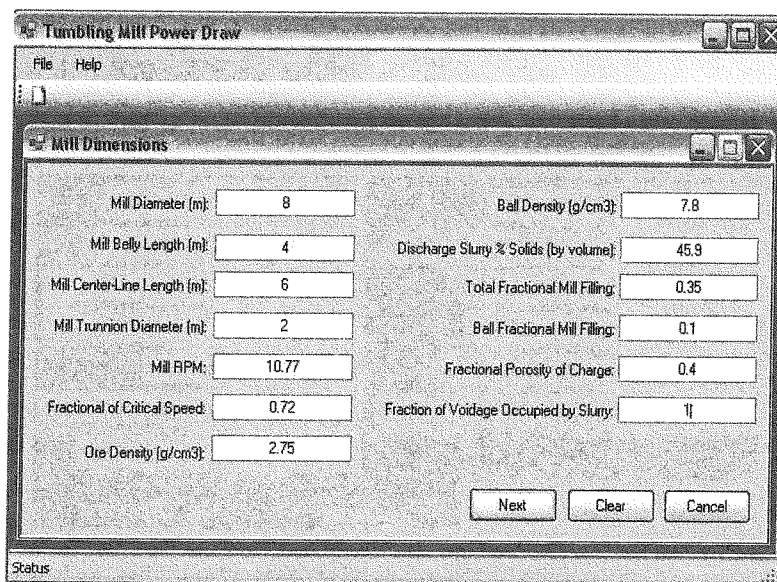 Tumbling Mill Power Draw
File Help
Mill Dimensions
Mill Diameter (m): 8
Mill Belly Length (m): 4
Mill Center-Line Length (m): 6
Mill Trunnion Diameter (m): 2
Mill RPM: 10.77
Fractional of Critical Speed: 0.72
Ore Density (g/cm3): 2.75
Ball Density (g/cm3): 7.8
Discharge Slurry % Solids (by volume): 45.9
Total Fractional Mill Filling: 0.35
Ball Fractional Mill Filling: 0.1
Fractional Porosity of Charge: 0.4
Fraction of Voidage Occupied by Slurry: 1
Next Clear Cancel
Status